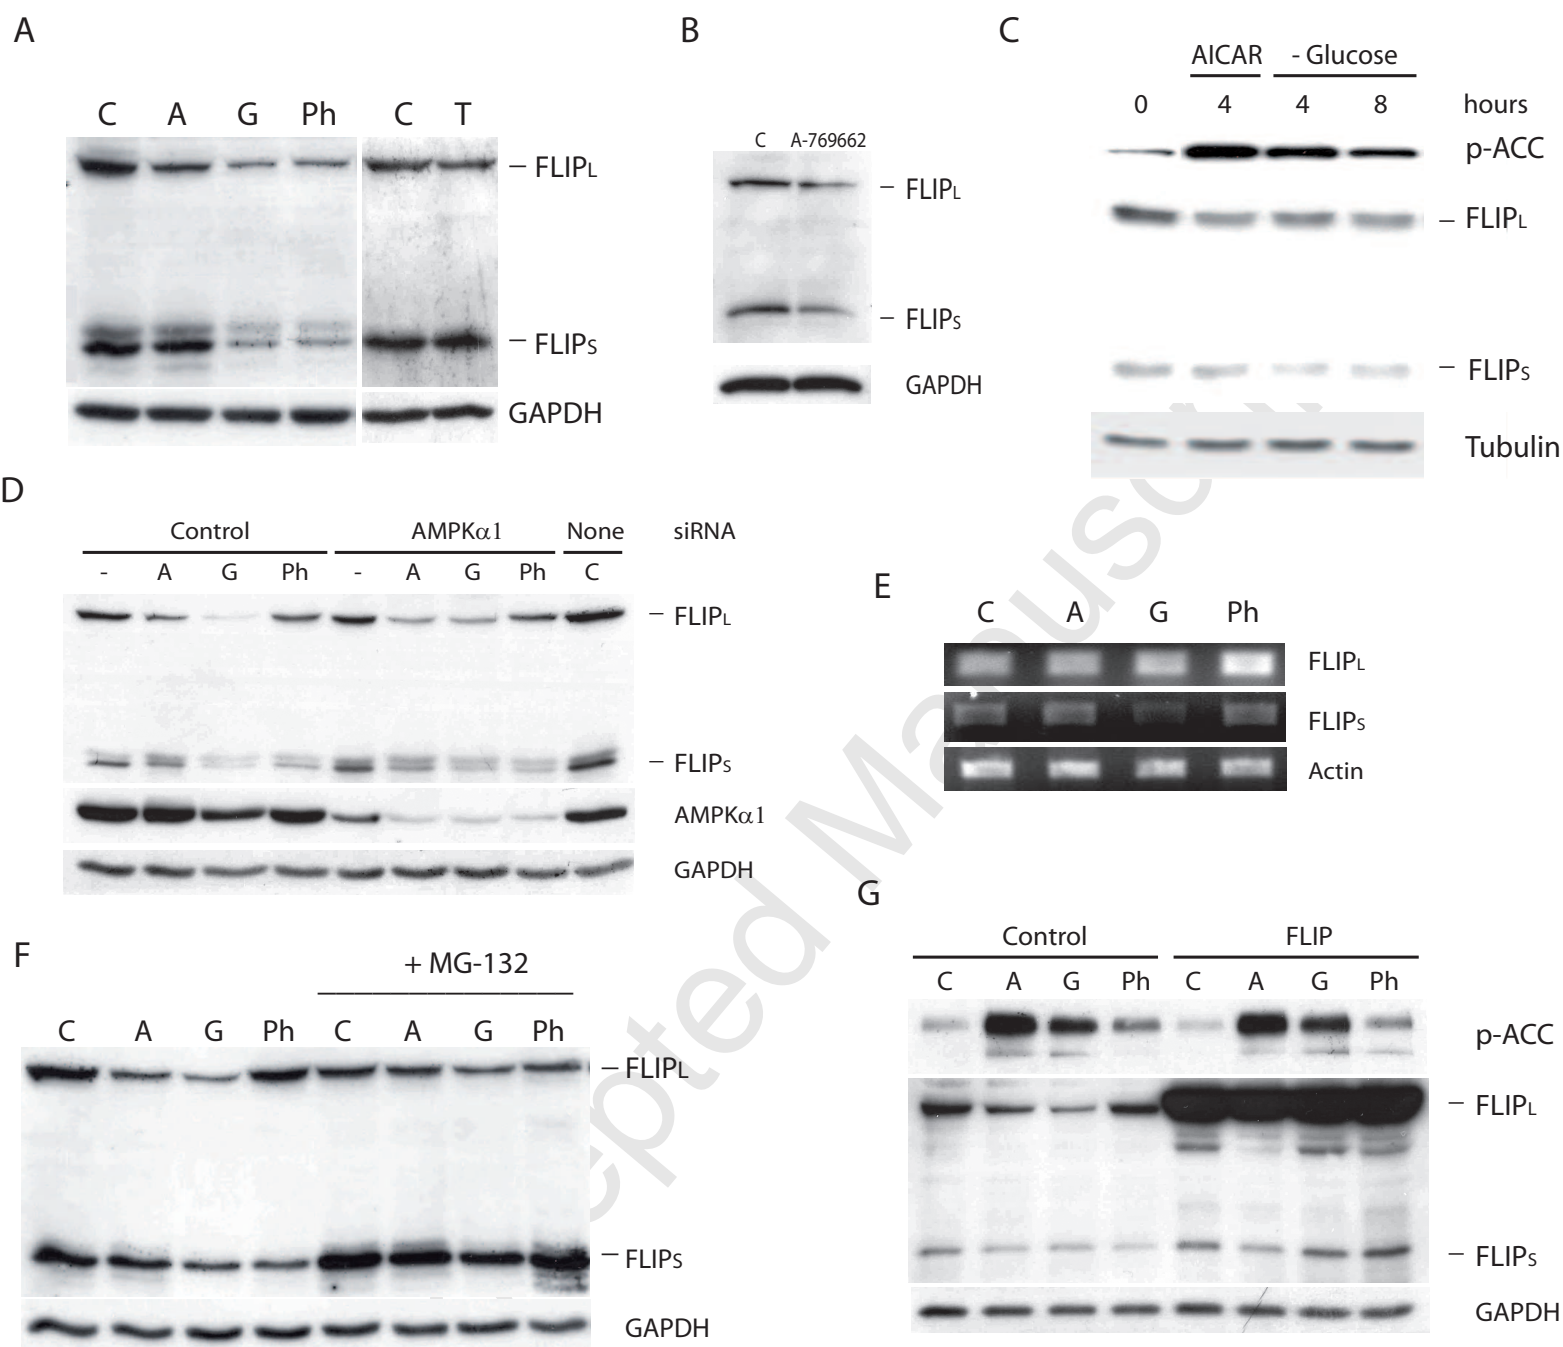 A
C A G Ph C T
– FLIPL
– FLIPS
GAPDH
B
C A-769662
– FLIPL
– FLIPS
GAPDH
C
AICAR - Glucose
0 4 4 8 hours
p-ACC
– FLIPL
– FLIPS
Tubulin
D
Control AMPKα1 None siRNA
- A G Ph - A G Ph C
– FLIPL
– FLIPS
AMPKα1
GAPDH
E
C A G Ph
FLIPL
FLIPS
Actin
F
+ MG-132
C A G Ph C A G Ph
– FLIPL
– FLIPS
GAPDH
G
Control FLIP
C A G Ph C A G Ph
p-ACC
– FLIPL
– FLIPS
GAPDH